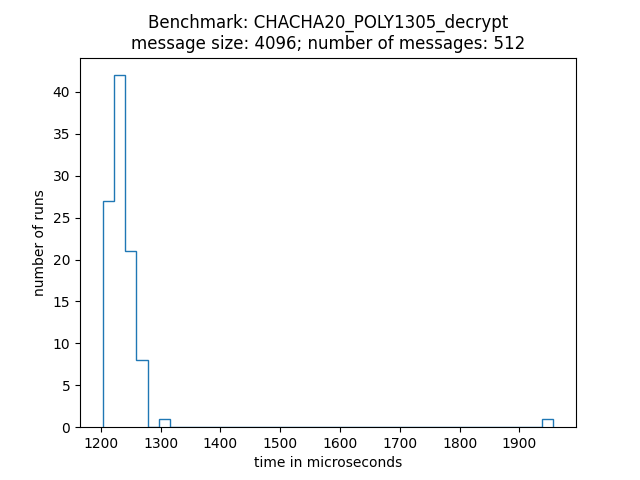 Benchmark: CHACHA20_POLY1305_decrypt
message size: 4096; number of messages: 512
40
35
30
25
20
15
10
5
0
number of runs
1200 1300 1400 1500 1600 1700 1800 1900
time in microseconds